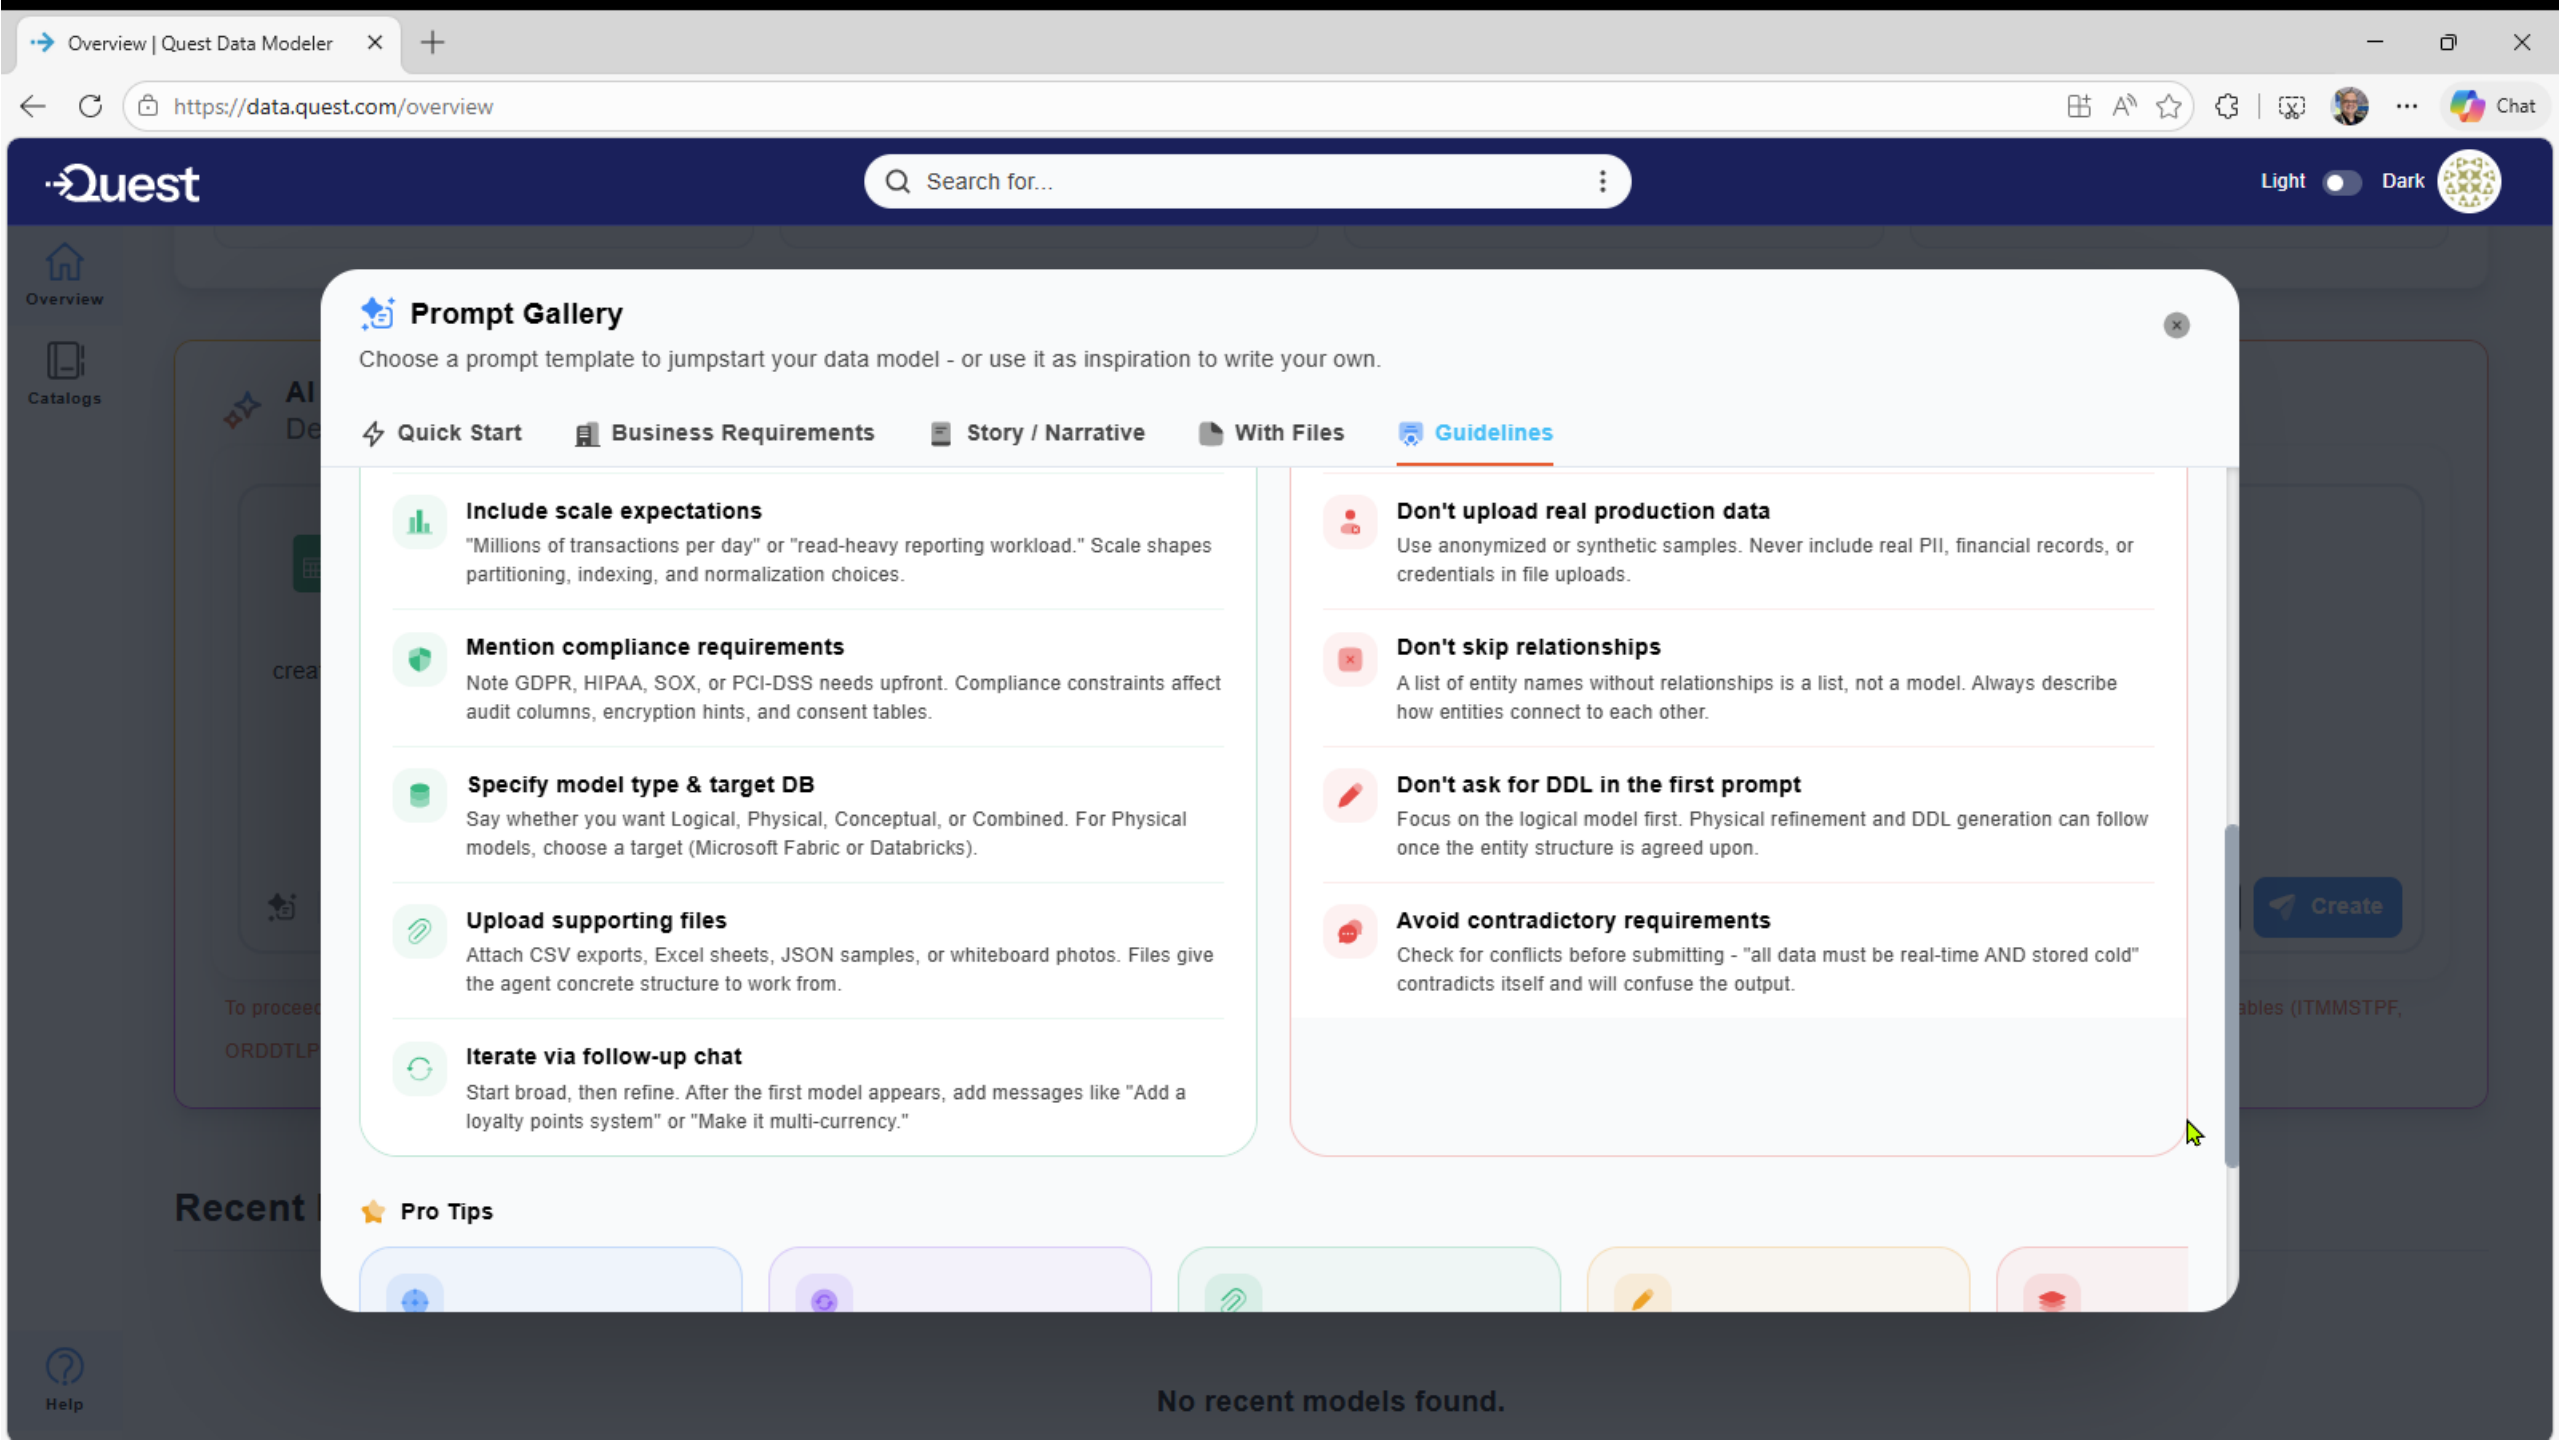 Overview | Quest Data Modeler
https://data.quest.com/overview
Chat
Quest
Search for...
Light
Dark
Overview
Catalogs
AI
De
crea
Create
To proceed
ables (ITMMSTPF,
ORDDTLP
Recent
No recent models found.
Help
Prompt Gallery
Choose a prompt template to jumpstart your data model - or use it as inspiration to write your own.
Quick Start
Business Requirements
Story / Narrative
With Files
Guidelines
Include scale expectations
"Millions of transactions per day" or "read-heavy reporting workload." Scale shapes
partitioning, indexing, and normalization choices.
Mention compliance requirements
Note GDPR, HIPAA, SOX, or PCI-DSS needs upfront. Compliance constraints affect
audit columns, encryption hints, and consent tables.
Specify model type & target DB
Say whether you want Logical, Physical, Conceptual, or Combined. For Physical
models, choose a target (Microsoft Fabric or Databricks).
Upload supporting files
Attach CSV exports, Excel sheets, JSON samples, or whiteboard photos. Files give
the agent concrete structure to work from.
Iterate via follow-up chat
Start broad, then refine. After the first model appears, add messages like "Add a
loyalty points system" or "Make it multi-currency."
Don't upload real production data
Use anonymized or synthetic samples. Never include real PII, financial records, or
credentials in file uploads.
Don't skip relationships
A list of entity names without relationships is a list, not a model. Always describe
how entities connect to each other.
Don't ask for DDL in the first prompt
Focus on the logical model first. Physical refinement and DDL generation can follow
once the entity structure is agreed upon.
Avoid contradictory requirements
Check for conflicts before submitting - "all data must be real-time AND stored cold"
contradicts itself and will confuse the output.
Pro Tips